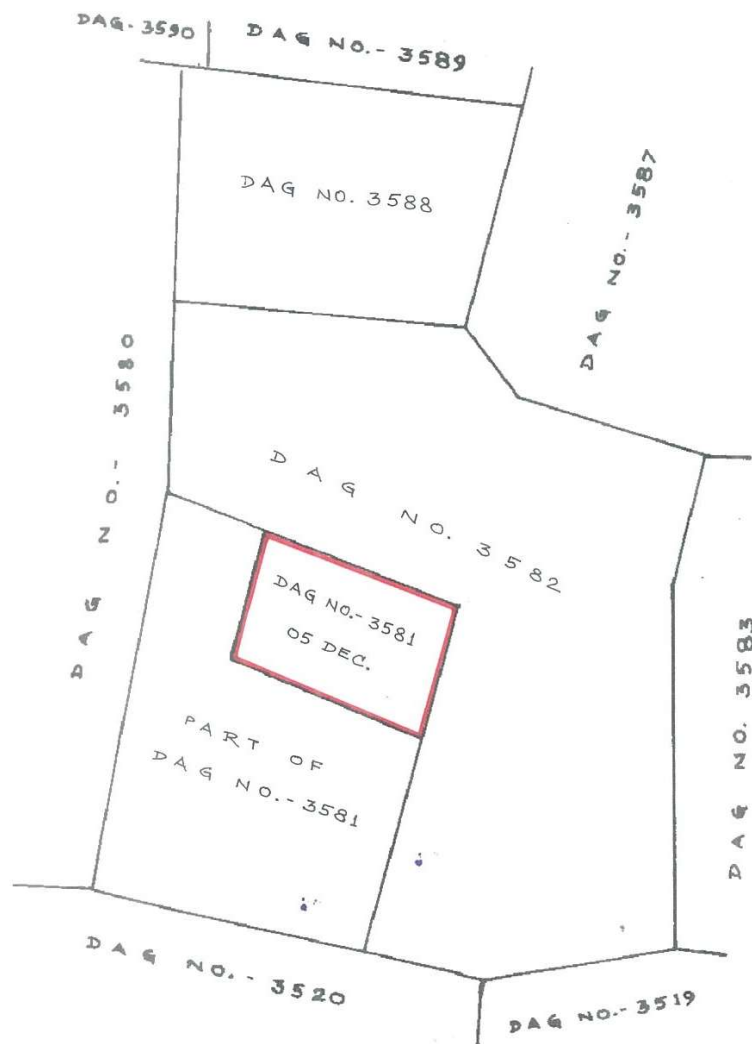 DAG-3590
DAG NO.- 3589
DAG NO. 3588
DAG NO.- 3587
DAG NO.- 3580
DAG NO. 3582
DAG NO.- 3581
05 DEC.
PART OF
DAG NO.- 3581
DAG NO. 3583
DAG NO.- 3520
DAG NO.- 3519